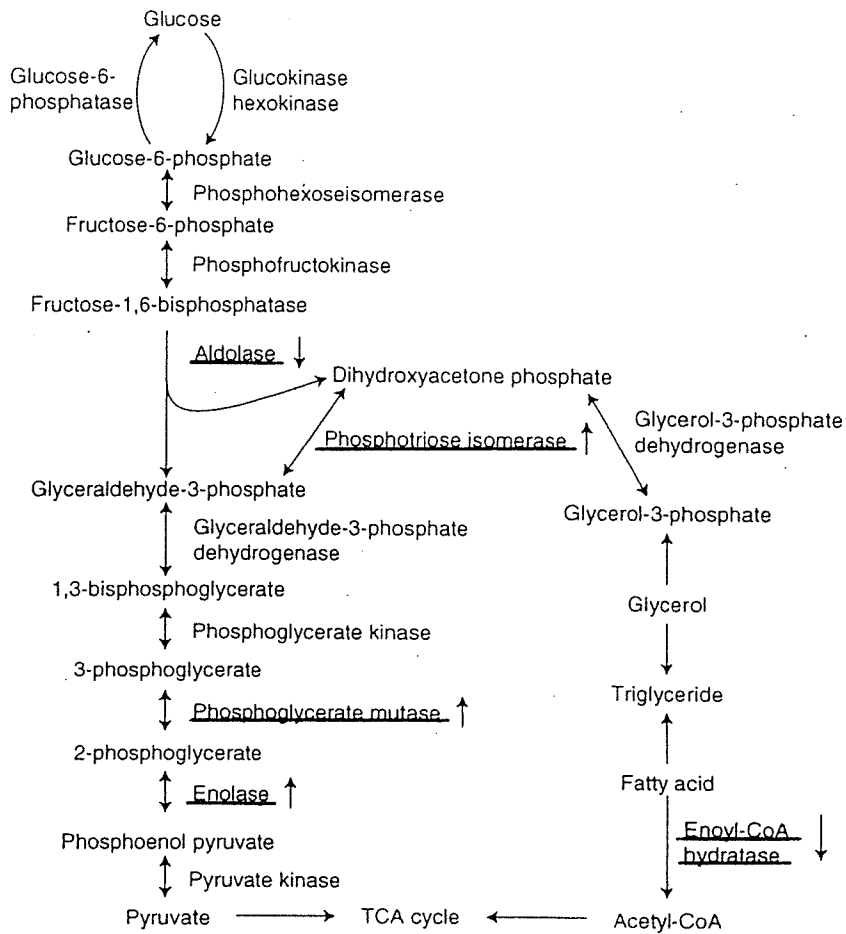 Glucose
Glucose-6-
phosphatase
Glucokinase
hexokinase
Glucose-6-phosphate
Phosphohexoseisomerase
Fructose-6-phosphate
Phosphofructokinase
Fructose-1,6-bisphosphatase
Aldolase ↓
Dihydroxyacetone phosphate
Phosphotriose isomerase ↑
Glycerol-3-phosphate
dehydrogenase
Glyceraldehyde-3-phosphate
Glyceraldehyde-3-phosphate
dehydrogenase
Glycerol-3-phosphate
1,3-bisphosphoglycerate
Glycerol
Phosphoglycerate kinase
3-phosphoglycerate
Triglyceride
Phosphoglycerate mutase ↑
2-phosphoglycerate
Fatty acid
Enolase ↑
Enoyl-CoA
hydratase ↓
Phosphoenol pyruvate
Pyruvate kinase
Pyruvate
TCA cycle
Acetyl-CoA